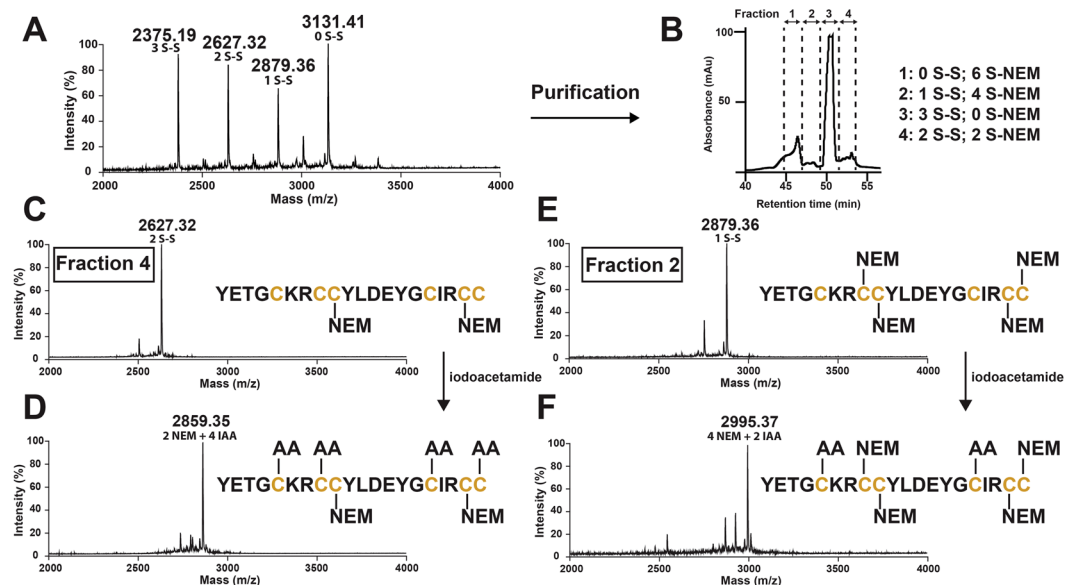 A
3131.41
0 S-S
2375.19
3 S-S
2627.32
2 S-S
2879.36
1 S-S
Intensity (%)
100
80
60
40
20
0
2000
2500
3000
3500
4000
Mass (m/z)
Purification
B
Fraction 1 2 3 4
Absorbance (mAu)
100
50
40
45
50
55
Retention time (min)
1: 0 S-S; 6 S-NEM
2: 1 S-S; 4 S-NEM
3: 3 S-S; 0 S-NEM
4: 2 S-S; 2 S-NEM
C
2627.32
2 S-S
Fraction 4
Intensity (%)
100
80
60
40
20
0
2000
2500
3000
3500
4000
Mass (m/z)
YETGCKRCCYLDEYGCIRCC
NEM NEM
iodoacetamide
E
2879.36
1 S-S
Fraction 2
Intensity (%)
100
80
60
40
20
0
2000
2500
3000
3500
4000
Mass (m/z)
NEM NEM
YETGCKRCCYLDEYGCIRCC
NEM NEM
iodoacetamide
D
2859.35
2 NEM + 4 IAA
Intensity (%)
100
80
60
40
20
0
2000
2500
3000
3500
4000
Mass (m/z)
AA AA AA AA
YETGCKRCCYLDEYGCIRCC
NEM NEM
F
2995.37
4 NEM + 2 IAA
Intensity (%)
100
80
60
40
20
0
2000
2500
3000
3500
4000
Mass (m/z)
AA NEM AA NEM
YETGCKRCCYLDEYGCIRCC
NEM NEM